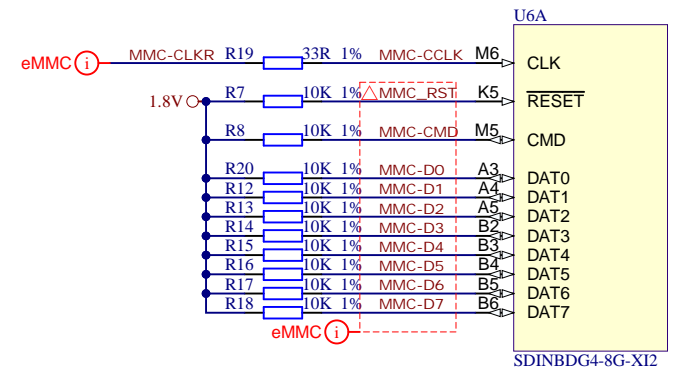 U6A
eMMC i MMC-CLKR R19 33R 1% MMC-CCLK M6 CLK
1.8V R7 10K 1% MMC_RST K5 RESET
R8 10K 1% MMC-CMD M5 CMD
R20 10K 1% MMC-D0 A3 DAT0
R12 10K 1% MMC-D1 A4 DAT1
R13 10K 1% MMC-D2 A5 DAT2
R14 10K 1% MMC-D3 B2 DAT3
R15 10K 1% MMC-D4 B3 DAT4
R16 10K 1% MMC-D5 B4 DAT5
R17 10K 1% MMC-D6 B5 DAT6
R18 10K 1% MMC-D7 B6 DAT7
eMMC i
SDINBDG4-8G-XI2